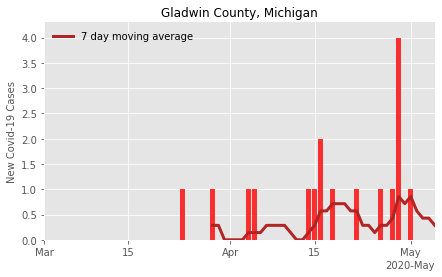 Gladwin County, Michigan
7 day moving average
New Covid-19 Cases
4.0
3.5
3.0
2.5
2.0
1.5
1.0
0.5
0.0
Mar
15
Apr
15
May
2020-May